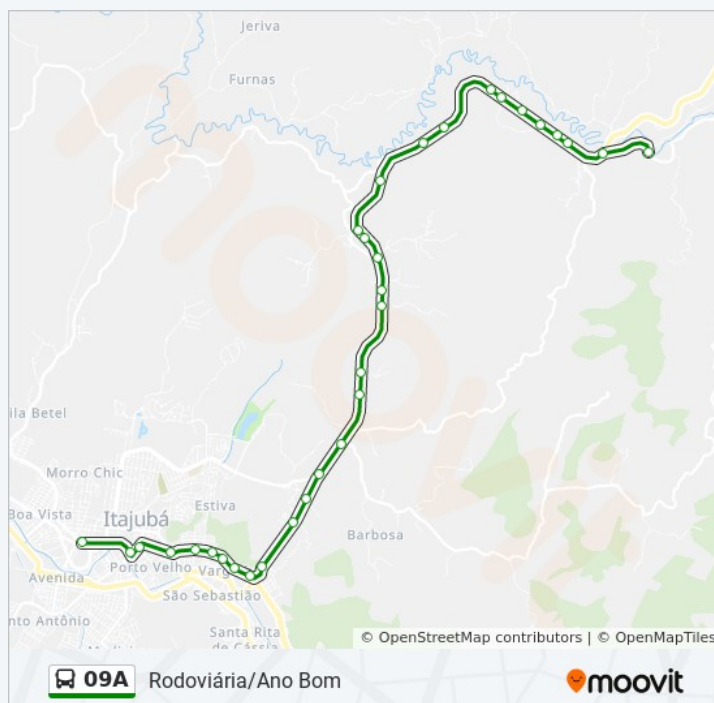 Jeriva
Furnas
ila Betel
Morro Chic
Boa Vista
Itajubá
Estiva
Barbosa
Avenida
Porto Velho
Varg
São Sebastião
nto Antônio
Santa Rita
de Cássia
© OpenStreetMap contributors | © OpenMapTiles
09A
Rodoviária/Ano Bom
moovit